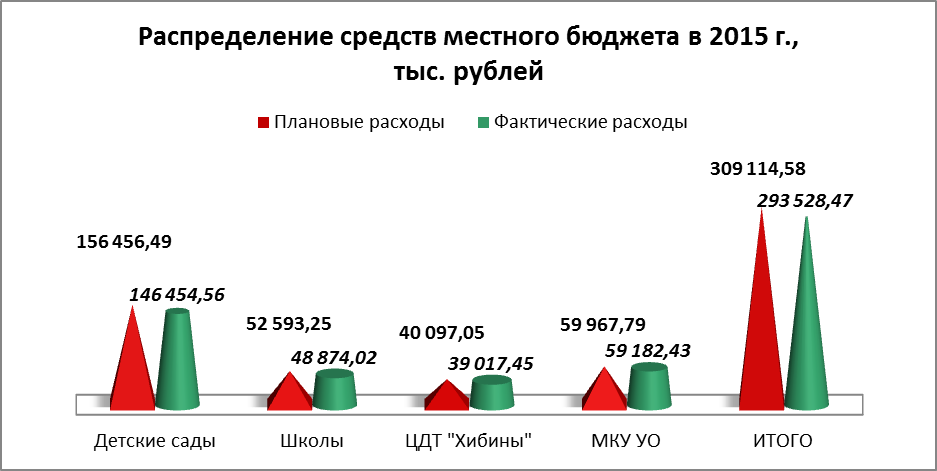 Распределение средств местного бюджета в 2015 г.,
тыс. рублей
Плановые расходы Фактические расходы
309 114,58
293 528,47
156 456,49
146 454,56
52 593,25
48 874,02
40 097,05
39 017,45
59 967,79
59 182,43
Детские сады Школы ЦДТ "Хибины" МКУ УО ИТОГО